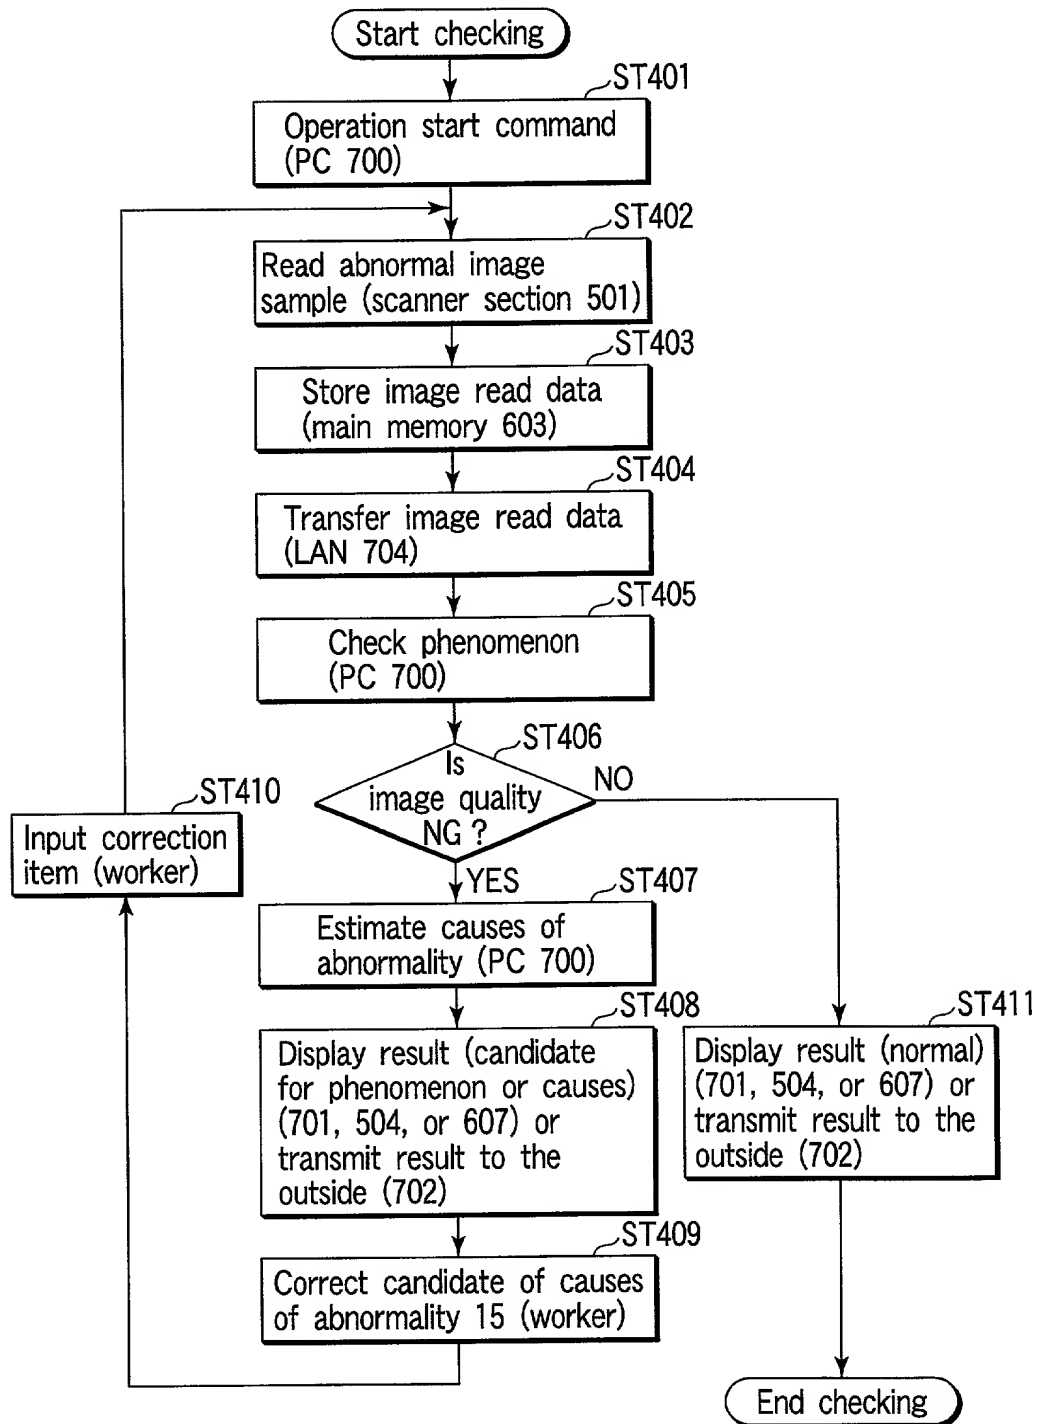 Start checking
ST401
Operation start command
(PC 700)
ST402
Read abnormal image
sample (scanner section 501)
ST403
Store image read data
(main memory 603)
ST404
Transfer image read data
(LAN 704)
ST405
Check phenomenon
(PC 700)
ST406
Is
image quality
NG ?
NO
YES
ST410
Input correction
item (worker)
ST407
Estimate causes of
abnormality (PC 700)
ST408
Display result (candidate
for phenomenon or causes)
(701, 504, or 607) or
transmit result to the
outside (702)
ST411
Display result (normal)
(701, 504, or 607) or
transmit result to the
outside (702)
ST409
Correct candidate of causes
of abnormality 15 (worker)
End checking